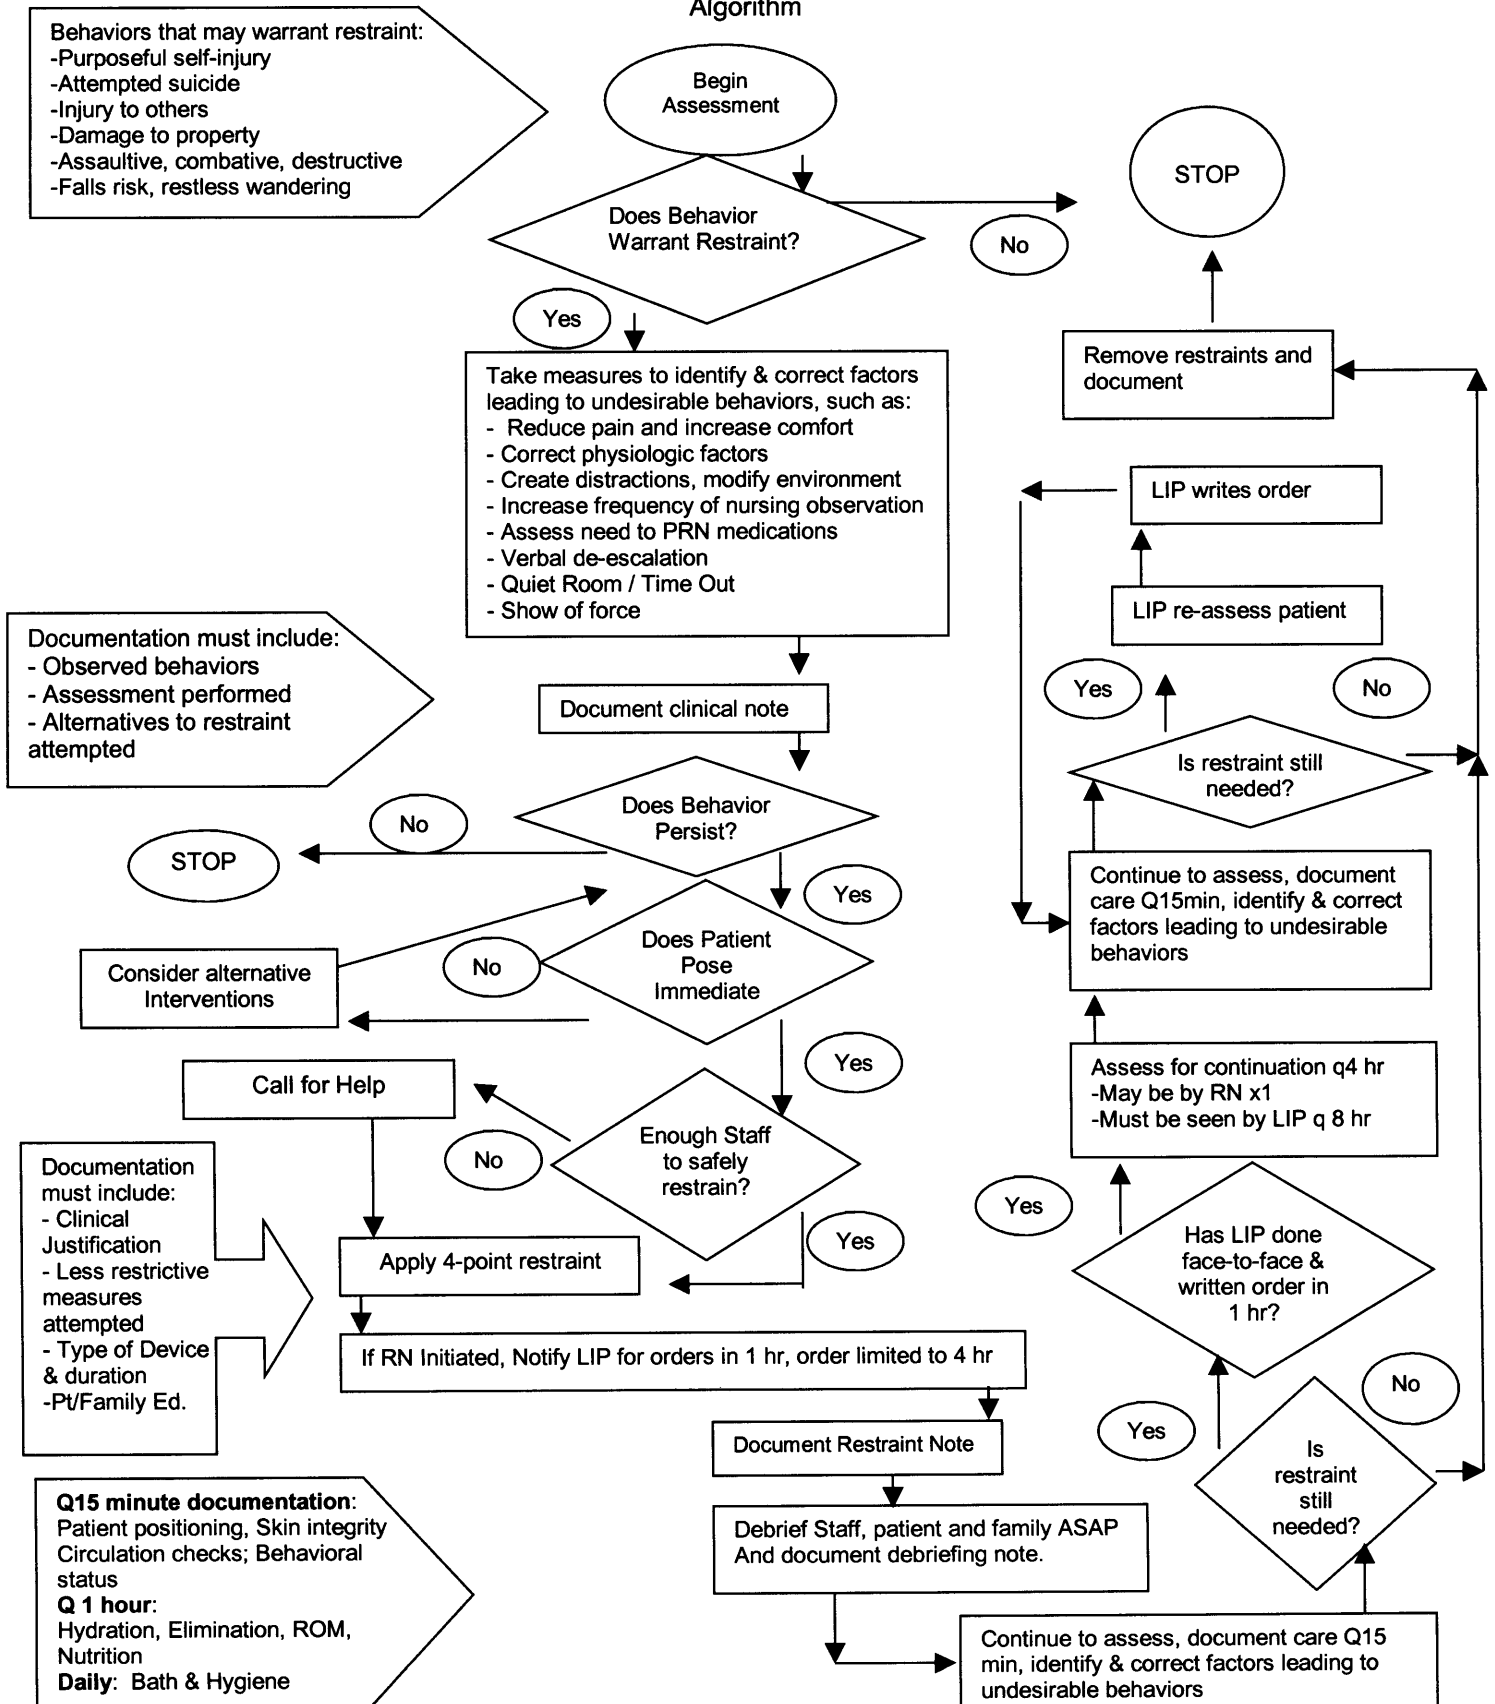 Algorithm
Behaviors that may warrant restraint:
-Purposeful self-injury
-Attempted suicide
-Injury to others
-Damage to property
-Assaultive, combative, destructive
-Falls risk, restless wandering
Begin
Assessment
STOP
Does Behavior
Warrant Restraint?
No
Yes
Take measures to identify & correct factors
leading to undesirable behaviors, such as:
- Reduce pain and increase comfort
- Correct physiologic factors
- Create distractions, modify environment
- Increase frequency of nursing observation
- Assess need to PRN medications
- Verbal de-escalation
- Quiet Room / Time Out
- Show of force
Remove restraints and
document
LIP writes order
LIP re-assess patient
Yes
No
Is restraint still
needed?
Documentation must include:
- Observed behaviors
- Assessment performed
- Alternatives to restraint
attempted
Document clinical note
Does Behavior
Persist?
No
STOP
Yes
Continue to assess, document
care Q15min, identify & correct
factors leading to undesirable
behaviors
Does Patient
Pose
Immediate
No
Consider alternative
Interventions
Yes
Assess for continuation q4 hr
-May be by RN x1
-Must be seen by LIP q 8 hr
Call for Help
No
Enough Staff
to safely
restrain?
Yes
Yes
Has LIP done
face-to-face &
written order in
1 hr?
Documentation
must include:
- Clinical
Justification
- Less restrictive
measures
attempted
- Type of Device
& duration
-Pt/Family Ed.
Apply 4-point restraint
If RN Initiated, Notify LIP for orders in 1 hr, order limited to 4 hr
No
Yes
Document Restraint Note
Is
restraint
still
needed?
Q15 minute documentation:
Patient positioning, Skin integrity
Circulation checks; Behavioral
status
Q 1 hour:
Hydration, Elimination, ROM,
Nutrition
Daily: Bath & Hygiene
Debrief Staff, patient and family ASAP
And document debriefing note.
Continue to assess, document care Q15
min, identify & correct factors leading to
undesirable behaviors